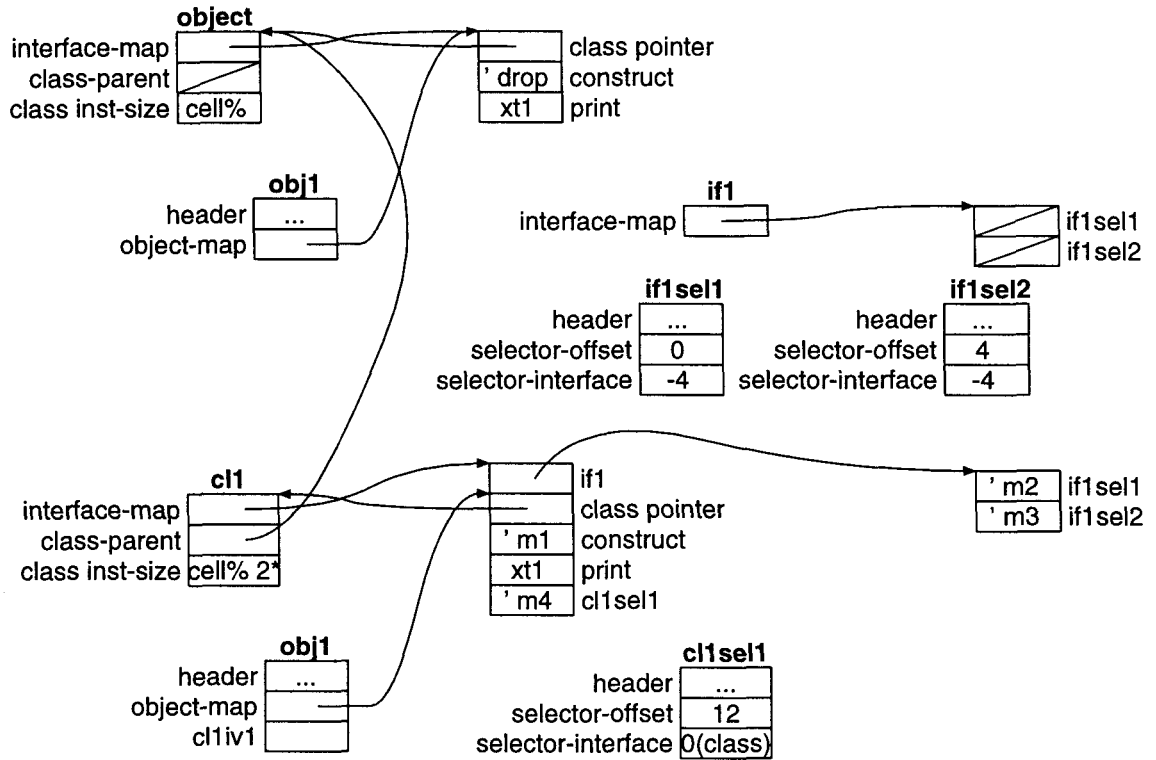 object
interface-map
class pointer
class-parent
' drop construct
class inst-size cell%
xt1 print
obj1
header ...
object-map
if1
interface-map
if1sel1
if1sel2
if1sel1
header ...
selector-offset 0
selector-interface -4
if1sel2
header ...
selector-offset 4
selector-interface -4
cl1
interface-map
class-parent
class inst-size cell% 2*
if1
class pointer
' m1 construct
xt1 print
' m4 cl1sel1
' m2 if1sel1
' m3 if1sel2
obj1
header ...
object-map
cl1iv1
cl1sel1
header ...
selector-offset 12
selector-interface 0(class)